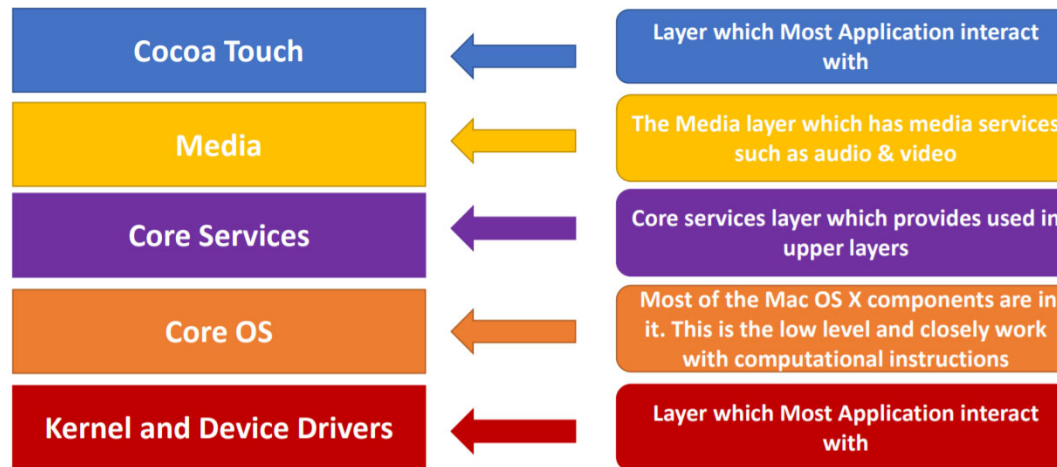 Cocoa Touch
Layer which Most Application interact
with
Media
The Media layer which has media services
such as audio & video
Core Services
Core services layer which provides used in
upper layers
Core OS
Most of the Mac OS X components are in
it. This is the low level and closely work
with computational instructions
Kernel and Device Drivers
Layer which Most Application interact
with